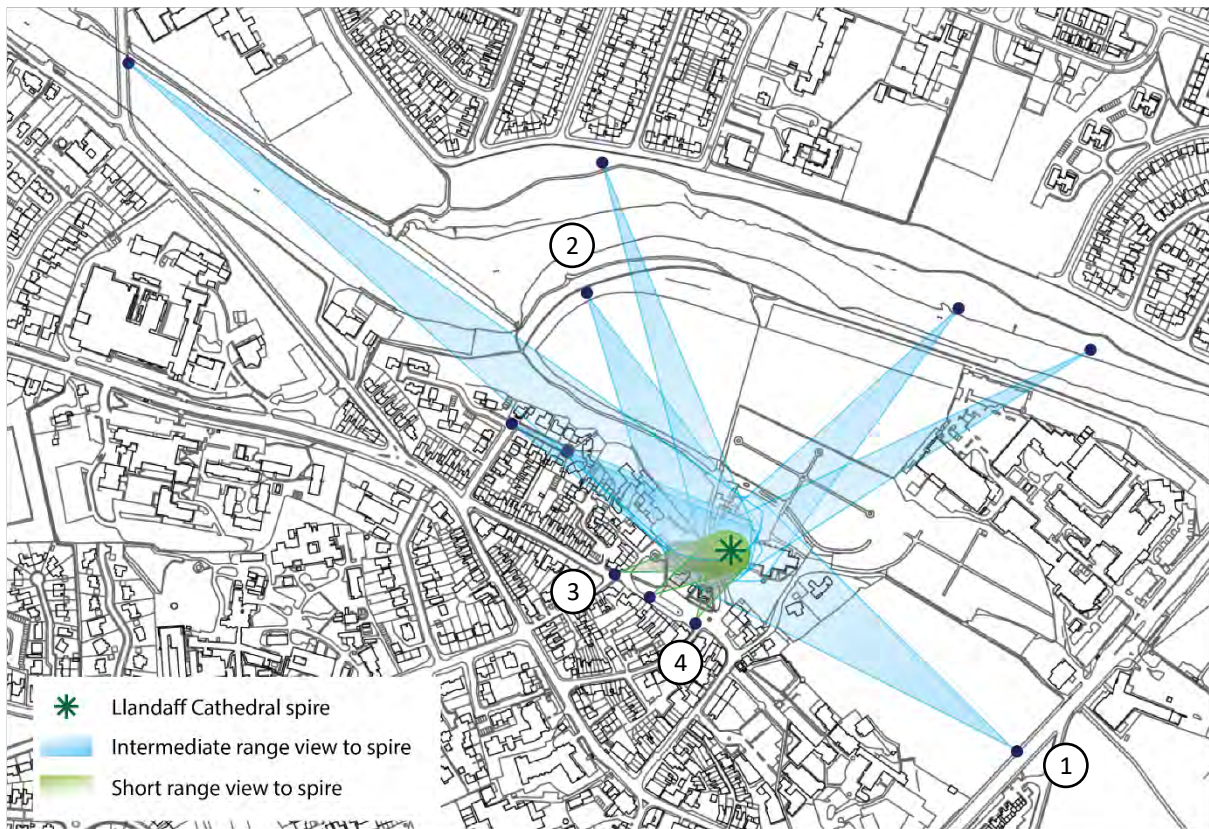 2
3
4
1
Llandaff Cathedral spire
Intermediate range view to spire
Short range view to spire